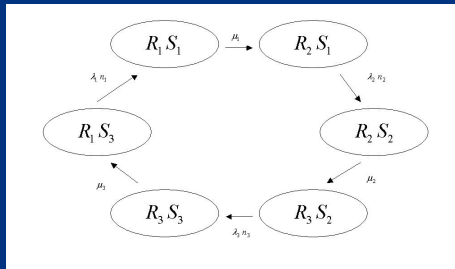 R₁ S₁
μ₁
R₂ S₁
λ₁ n₁
λ₂ n₂
R₁ S₃
R₂ S₂
μ₃
μ₂
R₃ S₃
λ₃ n₃
R₃ S₂